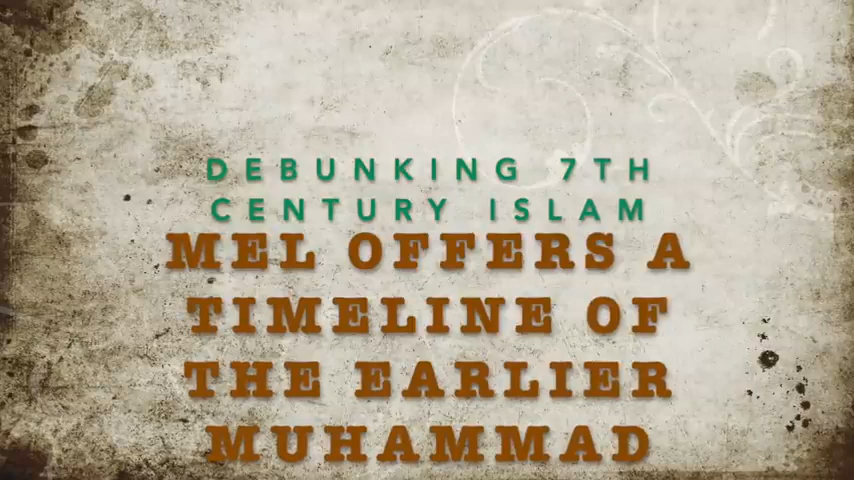 DEBUNKING 7TH
CENTURY ISLAM
MEL OFFERS A
TIMELINE OF
THE EARLIER
MUHAMMAD